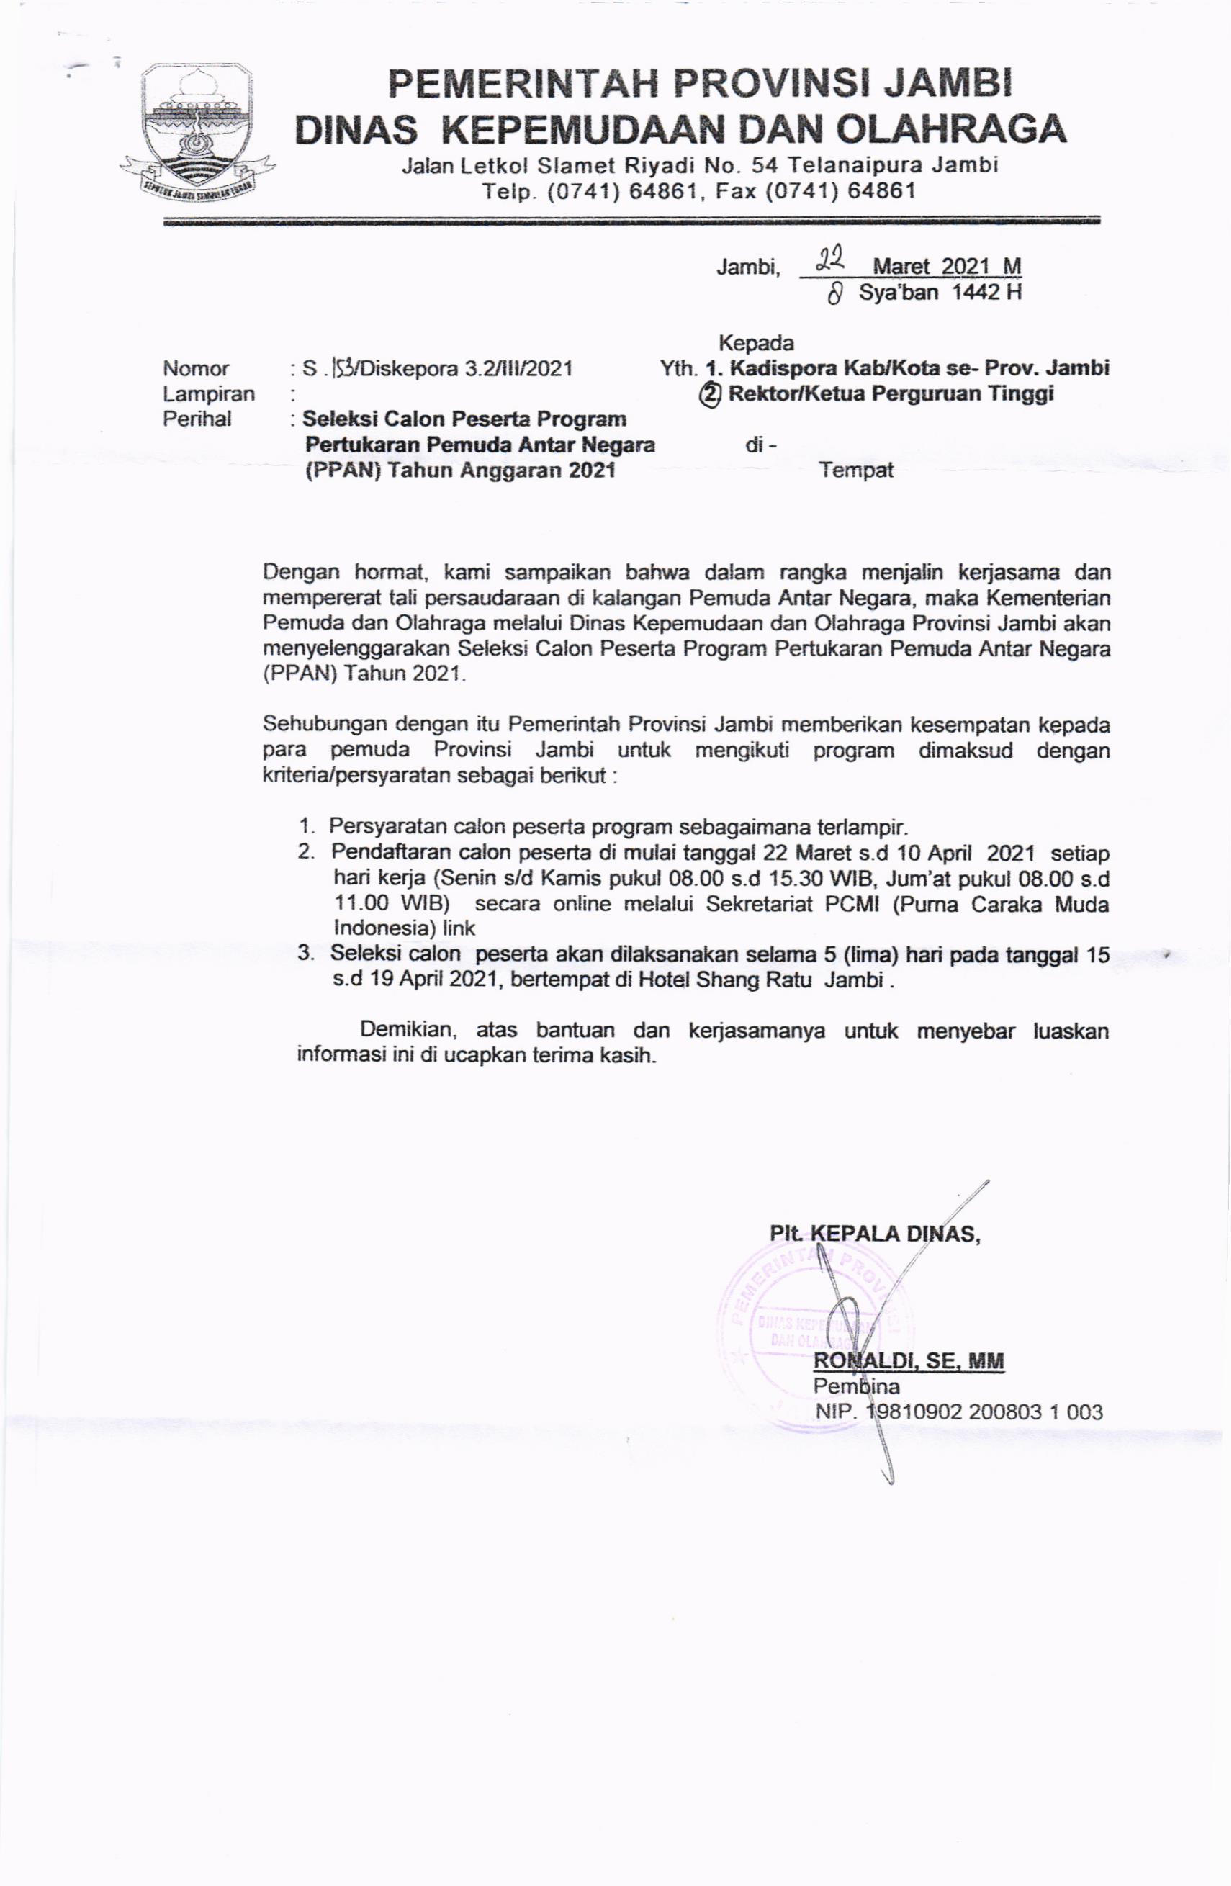 PEMERINTAH PROVINSI JAMBI
DINAS KEPEMUDAAN DAN OLAHRAGA
Jalan Letkol Slamet Riyadi No. 54 Telanaipura Jambi
Telp. (0741) 64861, Fax (0741) 64861
Jambi, 22 Maret 2021 M
8 Sya'ban 1442 H
Kepada
Nomor : S . 153/Diskepora 3.2/III/2021 Yth. 1. Kadispora Kab/Kota se- Prov. Jambi
Lampiran : 2 Rektor/Ketua Perguruan Tinggi
Perihal : Seleksi Calon Peserta Program
Pertukaran Pemuda Antar Negara di -
(PPAN) Tahun Anggaran 2021 Tempat
Dengan hormat, kami sampaikan bahwa dalam rangka menjalin kerjasama dan
mempererat tali persaudaraan di kalangan Pemuda Antar Negara, maka Kementerian
Pemuda dan Olahraga melalui Dinas Kepemudaan dan Olahraga Provinsi Jambi akan
menyelenggarakan Seleksi Calon Peserta Program Pertukaran Pemuda Antar Negara
(PPAN) Tahun 2021.
Sehubungan dengan itu Pemerintah Provinsi Jambi memberikan kesempatan kepada
para pemuda Provinsi Jambi untuk mengikuti program dimaksud dengan
kriteria/persyaratan sebagai berikut :
1. Persyaratan calon peserta program sebagaimana terlampir.
2. Pendaftaran calon peserta di mulai tanggal 22 Maret s.d 10 April 2021 setiap
hari kerja (Senin s/d Kamis pukul 08.00 s.d 15.30 WIB, Jum'at pukul 08.00 s.d
11.00 WIB) secara online melalui Sekretariat PCMI (Purna Caraka Muda
Indonesia) link
3. Seleksi calon peserta akan dilaksanakan selama 5 (lima) hari pada tanggal 15
s.d 19 April 2021, bertempat di Hotel Shang Ratu Jambi .
Demikian, atas bantuan dan kerjasamanya untuk menyebar luaskan
informasi ini di ucapkan terima kasih.
Plt. KEPALA DINAS,
PEMERINTAH PROVINSI
DINAS KEPEMUDAAN
DAN OLAHRAGA
RONALDI, SE, MM
Pembina
NIP. 19810902 200803 1 003